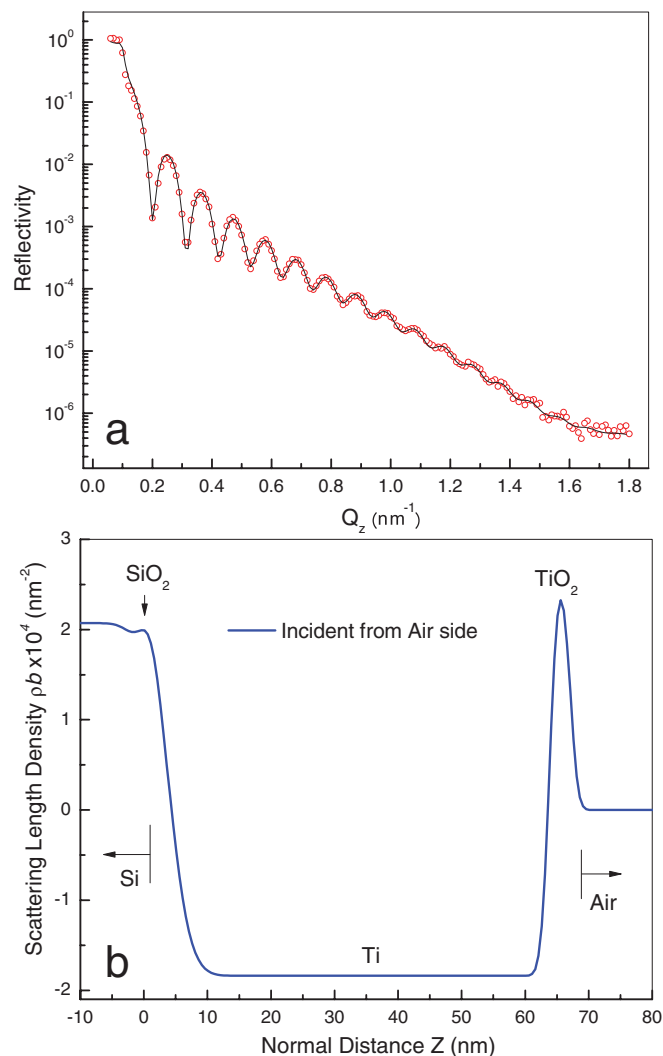 10^0
10^-1
10^-2
10^-3
10^-4
10^-5
10^-6
Reflectivity
a
0.0 0.2 0.4 0.6 0.8 1.0 1.2 1.4 1.6 1.8
Q_z (nm^-1)
3
2
1
0
-1
-2
Scattering Length Density ρb x10^4 (nm^-2)
SiO_2
TiO_2
Incident from Air side
Si
Air
Ti
b
-10 0 10 20 30 40 50 60 70 80
Normal Distance Z (nm)